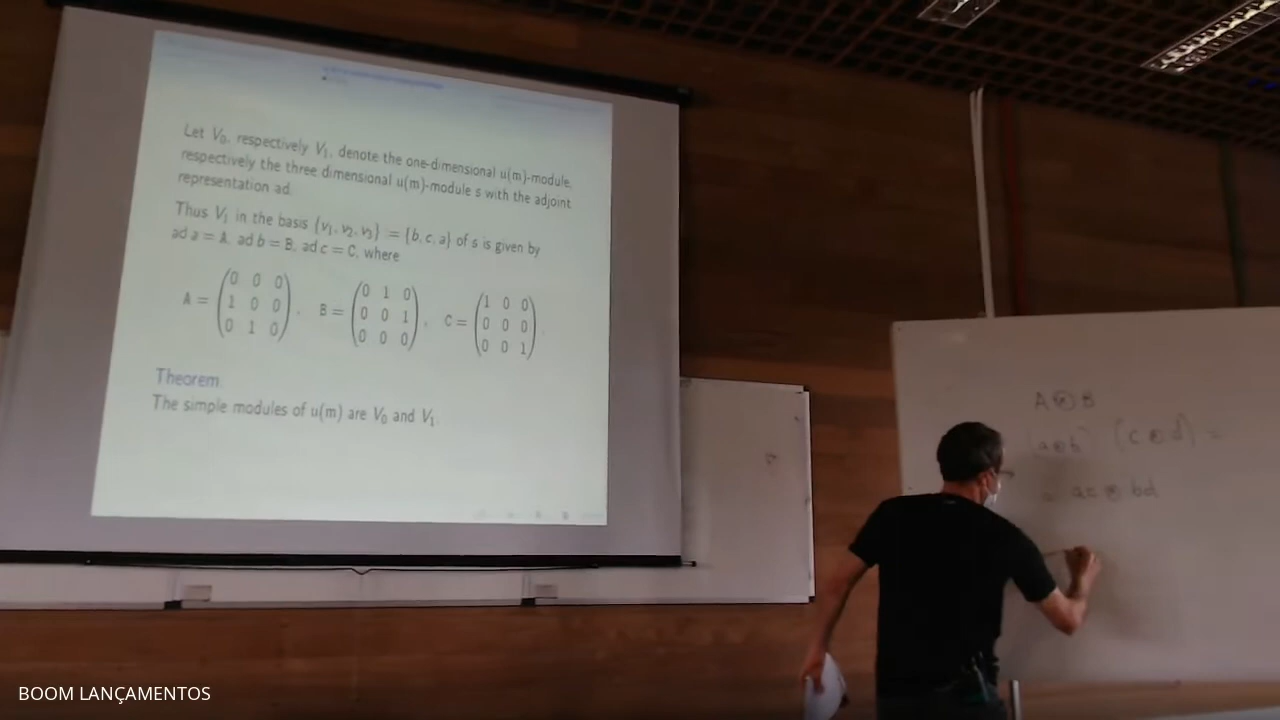 Let V₀, respectively V₁, denote the one-dimensional u(m)-module,
respectively the three dimensional u(m)-module s with the adjoint
representation ad.
Thus V₁ in the basis {v₁, v₂, v₃} = {b, c, a} of s is given by
ad a = A, ad b = B, ad c = C, where
A = (0 0 0 / 1 0 0 / 0 1 0), B = (0 1 0 / 0 0 1 / 0 0 0), C = (1 0 0 / 0 0 0 / 0 0 1).
Theorem
The simple modules of u(m) are V₀ and V₁.
A ⊗ B
(a⊗b) (c ⊗ d) =
= ac ⊗ bd
BOOM LANÇAMENTOS